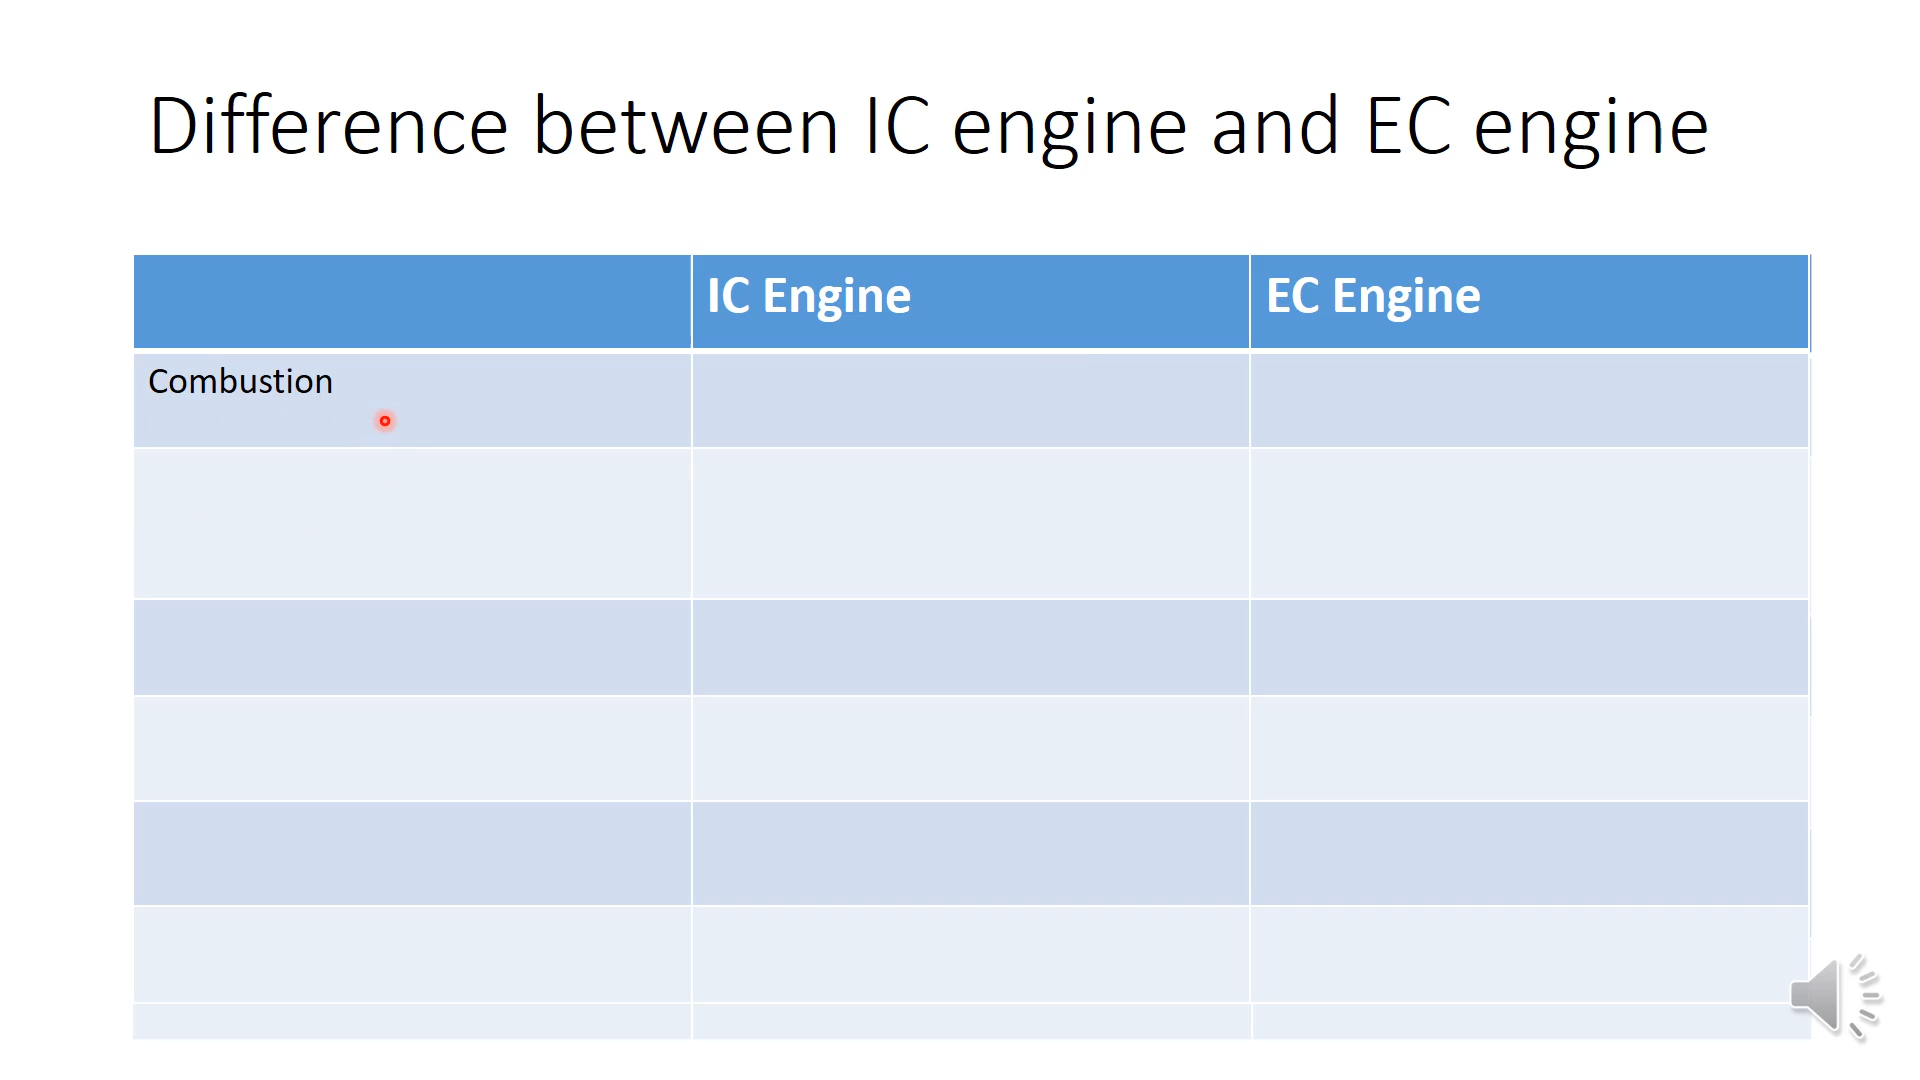 Difference between IC engine and EC engine
IC Engine
EC Engine
Combustion